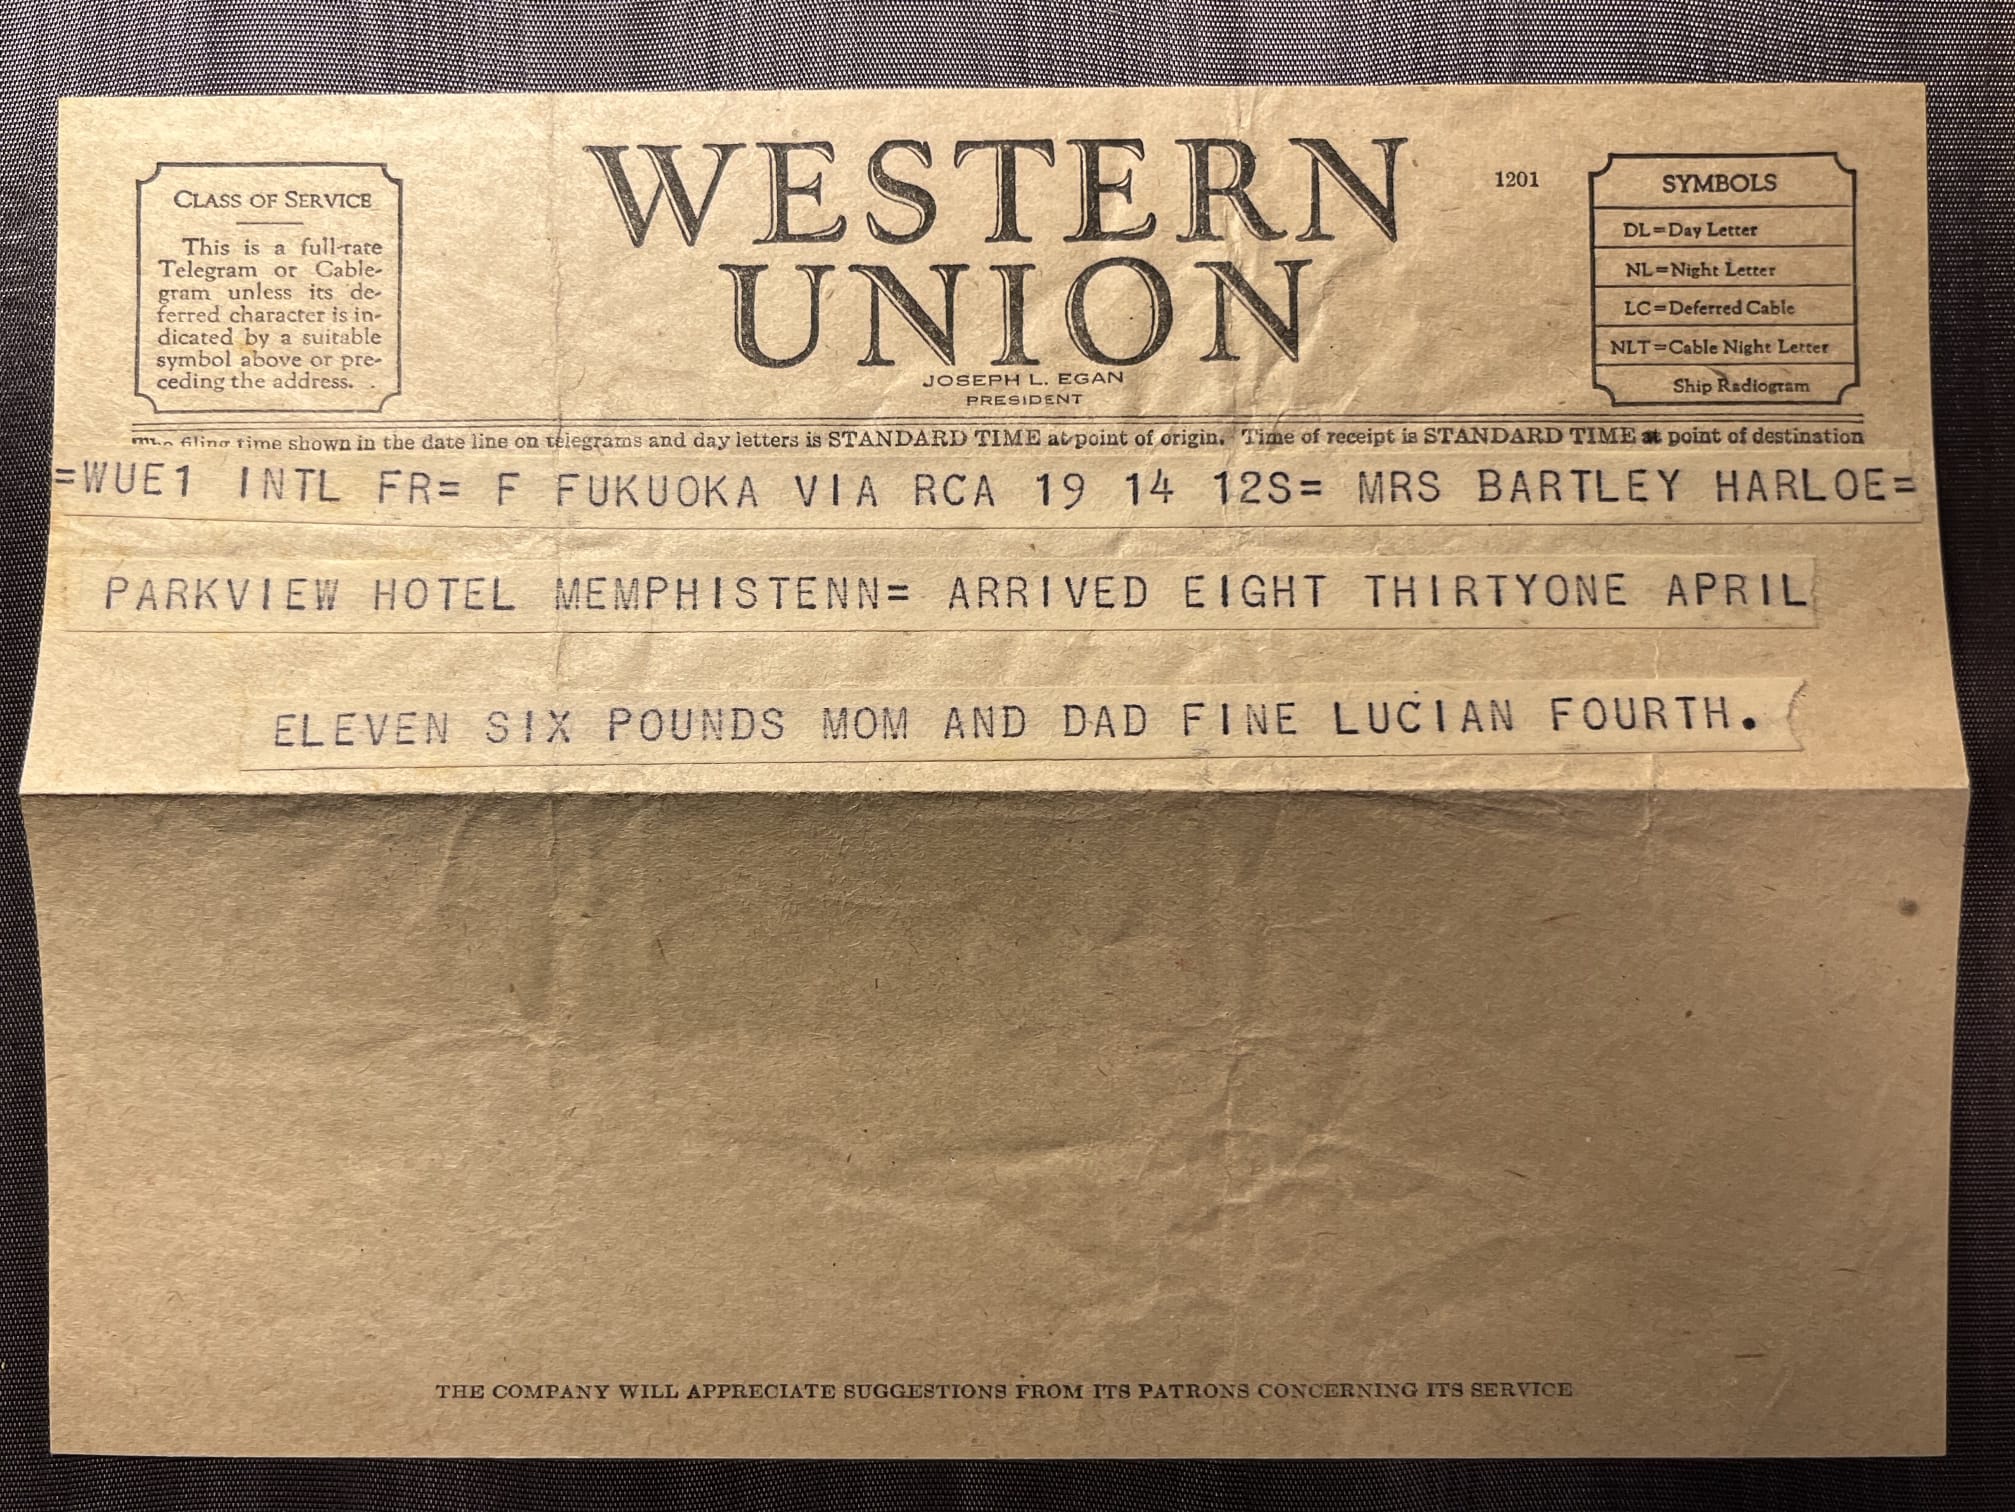 CLASS OF SERVICE
This is a full-rate
Telegram or Cable-
gram unless its de-
ferred character is in-
dicated by a suitable
symbol above or pre-
ceding the address.
WESTERN
UNION
JOSEPH L. EGAN
PRESIDENT
1201
SYMBOLS
DL=Day Letter
NL=Night Letter
LC=Deferred Cable
NLT=Cable Night Letter
Ship Radiogram
The filing time shown in the date line on telegrams and day letters is STANDARD TIME at point of origin. Time of receipt is STANDARD TIME at point of destination
=WUE1 INTL FR= F FUKUOKA VIA RCA 19 14 12S= MRS BARTLEY HARLOE=
PARKVIEW HOTEL MEMPHISTENN= ARRIVED EIGHT THIRTYONE APRIL
ELEVEN SIX POUNDS MOM AND DAD FINE LUCIAN FOURTH.
THE COMPANY WILL APPRECIATE SUGGESTIONS FROM ITS PATRONS CONCERNING ITS SERVICE